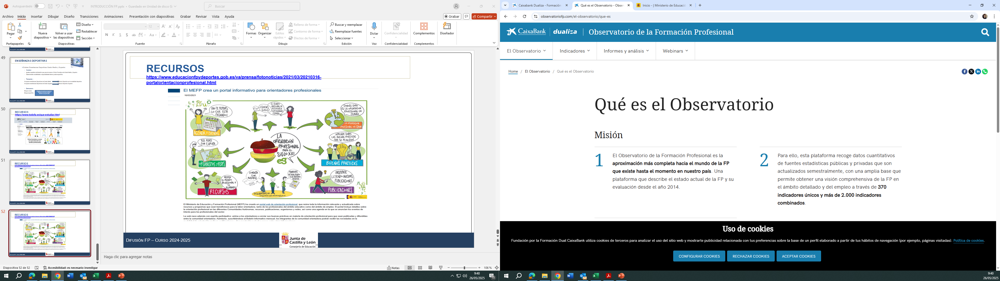 Autoguardado
INTRODUCCIÓN FP.pptx • Guardado en Unidad de disco G:
Buscar
Archivo Inicio Insertar Dibujar Diseño Transiciones Animaciones Presentación con diapositivas Grabar Revisar Vista Ayuda
Grabar
Compartir
Pegar
Nueva diapositiva
Volver a usar las diapositivas
Diseño
Restablecer
Sección
12
Relleno de forma
Contorno de forma
Efectos de forma
Formas
Organizar
Estilos rápidos
Buscar y reemplazar
Reemplazar fuentes
Seleccionar
Dictar
Confidencialidad
Complementos
Diseñador
Portapapeles
Diapositivas
Fuente
Párrafo
Dibujo
Edición
Voz
Confidencialidad
Complementos
49
ENSEÑANZAS DEPORTIVAS
50
RECURSOS
https://www.todofp.es/que-estudiar.html
51
RECURSOS
52
RECURSOS
RECURSOS
https://www.educacionfpydeportes.gob.es/va/prensa/fotonoticias/2021/03/20210316-
portalorientacionprofesional.html
El MEFP crea un portal informativo para orientadores profesionales
16/03/2021
¡NO TE PIERDAS
LO QUE ESTÁ
PASANDO!
AGENDA Y EVENTOS
¿QUIÉNES
SOMOS?
EL CENTRO
NACIONAL DE
REFERENCIA
EUROGUIDANCE
ESPAÑA
CONOCE CÓMO
ES LA ORIENTACIÓN
PROFESIONAL EN
ESPAÑA
LA ORIENTACIÓN
PROFESIONAL EN ESPAÑA
TEJE REDES
CON EUROPA
ORGANISMOS Y REDES
LA
ORIENTACIÓN
PROFESIONAL
PARA EL
SIGLO XXI
APRENDE SOBRE
LAS BUENAS PRÁCTICAS
QUE SE REALIZAN
BUENAS PRÁCTICAS
ACERCA
EL MUNDO
PROFESIONAL A
TU
ALUMNADO
RECURSOS
CONTACTA
CON
NOSOTROS
MANTENTE
ACTUALIZADO
CON NUESTRO
BOLETÍN
DESCÚBRENOS EN
INSPÍRATE
LEYENDO NUESTRAS
PUBLICACIONES
PUBLICACIONES
El Ministerio de Educación y Formación Profesional (MEFP) ha creado un portal web de orientación profesional, que reúne toda la información relevante y actualizada sobre
recursos y programas que sean beneficiosos para la labor orientadora, tanto de los profesionales del ámbito educativo como del ámbito de empleo. El portal incluye detalles sobre
la orientación profesional en las diferentes Comunidades Autónomas, recursos, publicaciones, organismos y redes, así como una agenda en la que se anuncian los eventos de
interés para los profesionales del sector.
La web nace además con espíritu participativo: anima a los orientadores a enviar sus buenas prácticas en materia de orientación profesional para que sean publicadas y difundidas
entre la comunidad orientadora. Asimismo, suscribiéndose al Boletín informativo mensual, los integrantes de la comunidad orientadora podrán recibir las novedades en la
DIFUSIÓN FP – CURSO 2024-2025
Junta de
Castilla y León
Consejería de Educación
Haga clic para agregar notas
Diapositiva 52 de 52
Accesibilidad: es necesario investigar
Notas
106 %
9:40
26/05/2025
15
Caixabank Dualiza - Formación
Qué es el Observatorio - Obser
Inicio - | Ministerio de Educació
observatoriofp.com/el-observatorio/que-es
CaixaBank dualiza Observatorio de la Formación Profesional
El Observatorio Indicadores Informes y análisis Webinars
Home / El Observatorio / Qué es el Observatorio
Qué es el Observatorio
Misión
1
El Observatorio de la Formación Profesional es la
aproximación más completa hacia el mundo de la FP
que existe hasta el momento en nuestro país. Una
plataforma que describe el estado actual de la FP y su
evaluación desde el año 2014.
2
Para ello, esta plataforma recoge datos cuantitativos
de fuentes estadísticas públicas y privadas que son
actualizados semestralmente, con una amplia base que
permite obtener una visión comprehensiva de la FP en
el ámbito detallado y del empleo a través de 370
indicadores únicos y más de 2.000 indicadores
combinados.
Uso de cookies
Fundación por la Formación Dual CaixaBank utiliza cookies de terceros para analizar el uso del sitio web y mostrarte publicidad relacionada con tus preferencias sobre la base de un perfil elaborado a partir de tus hábitos de navegación (por ejemplo, páginas visitadas). Política de cookies.
CONFIGURAR COOKIES RECHAZAR COOKIES ACEPTAR COOKIES
9:40
26/05/2025